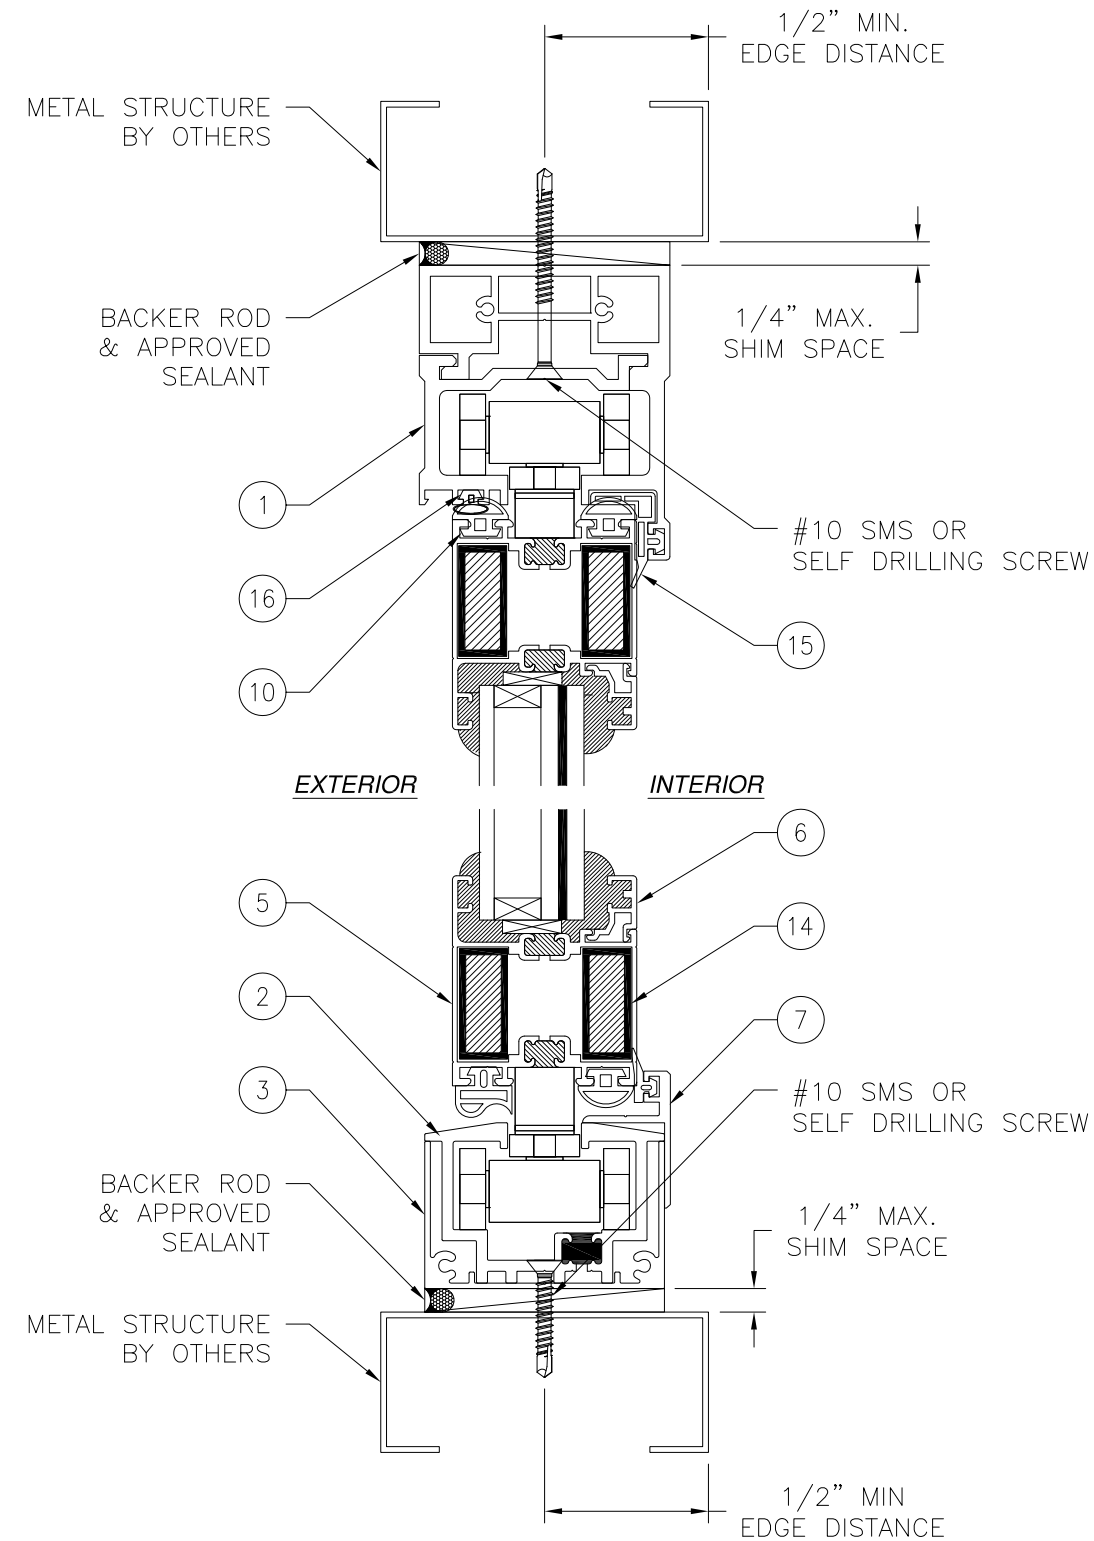 1/2” MIN.
EDGE DISTANCE
METAL STRUCTURE
BY OTHERS
BACKER ROD
& APPROVED
SEALANT
1/4” MAX.
SHIM SPACE
1
#10 SMS OR
SELF DRILLING SCREW
16
15
10
EXTERIOR
INTERIOR
6
5
14
2
7
3
#10 SMS OR
SELF DRILLING SCREW
BACKER ROD
& APPROVED
SEALANT
1/4” MAX.
SHIM SPACE
METAL STRUCTURE
BY OTHERS
1/2” MIN
EDGE DISTANCE